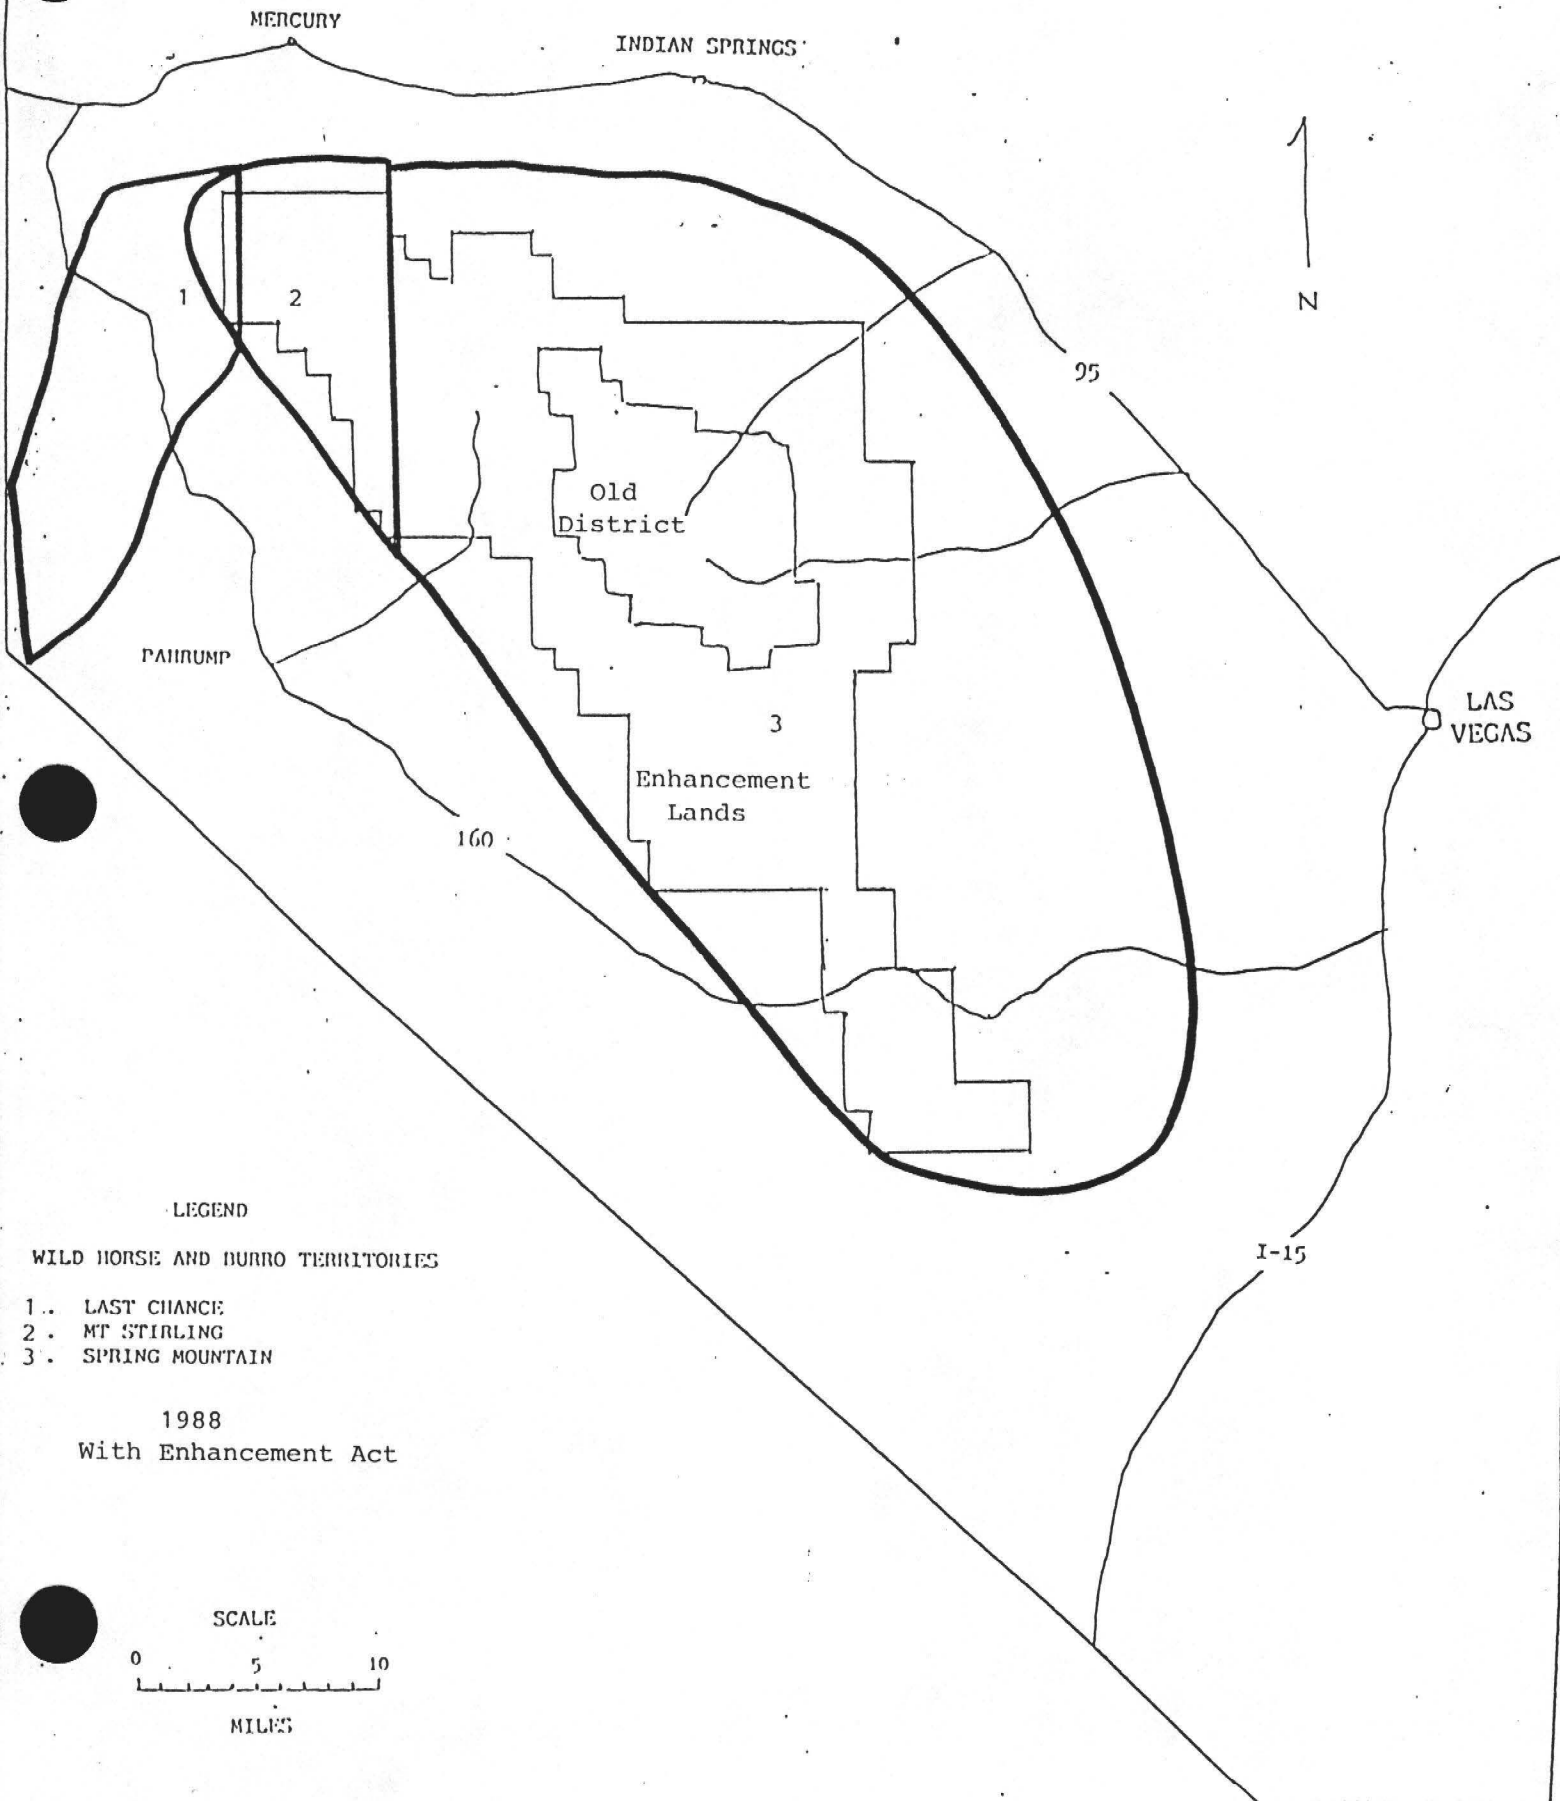 MERCURY
INDIAN SPRINGS
N
1
2
95
Old
District
PAHRUMP
LAS
VEGAS
3
Enhancement
Lands
160
LEGEND
WILD HORSE AND BURRO TERRITORIES
I-15
1. LAST CHANCE
2. MT STIRLING
3. SPRING MOUNTAIN
1988
With Enhancement Act
SCALE
0 5 10
MILES